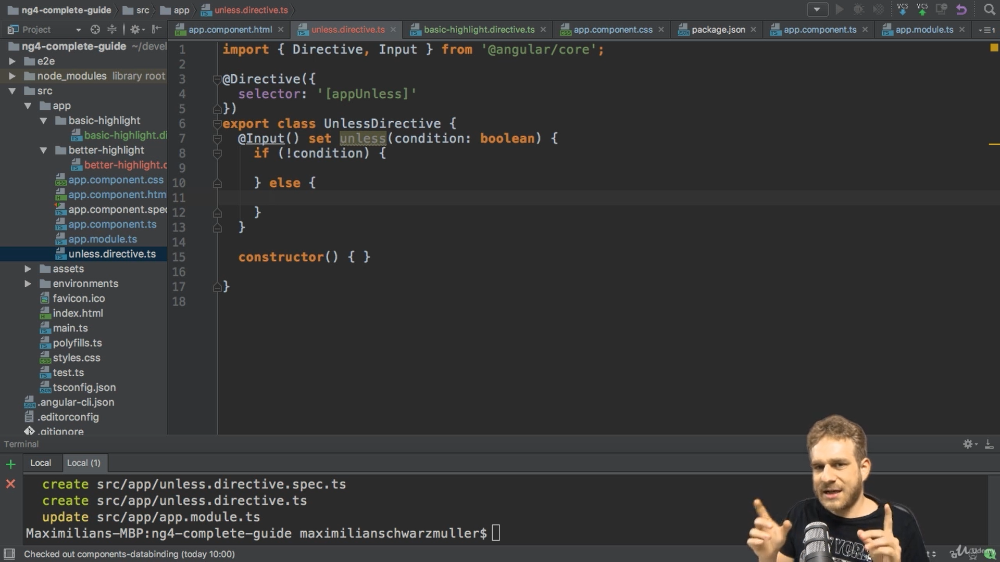 ng4-complete-guide src app unless.directive.ts
Project
app.component.html unless.directive.ts basic-highlight.directive.ts app.component.css package.json app.component.ts app.module.ts
VCS VCS
ng4-complete-guide ~/devel
e2e
node_modules library root
src
app
basic-highlight
basic-highlight.di
better-highlight
better-highlight.c
app.component.css
app.component.htm
app.component.spec
app.component.ts
app.module.ts
unless.directive.ts
assets
environments
favicon.ico
index.html
main.ts
polyfills.ts
styles.css
test.ts
tsconfig.json
.angular-cli.json
.editorconfig
.gitignore
1 import { Directive, Input } from '@angular/core';
2
3 @Directive({
4 selector: '[appUnless]'
5 })
6 export class UnlessDirective {
7 @Input() set unless(condition: boolean) {
8 if (!condition) {
9
10 } else {
11
12 }
13 }
14
15 constructor() { }
16
17 }
18
Terminal
Local Local (1)
create src/app/unless.directive.spec.ts
create src/app/unless.directive.ts
update src/app/app.module.ts
Maximilians-MBP:ng4-complete-guide maximilianschwarzmuller$
Checked out components-databinding (today 10:00)
YORK